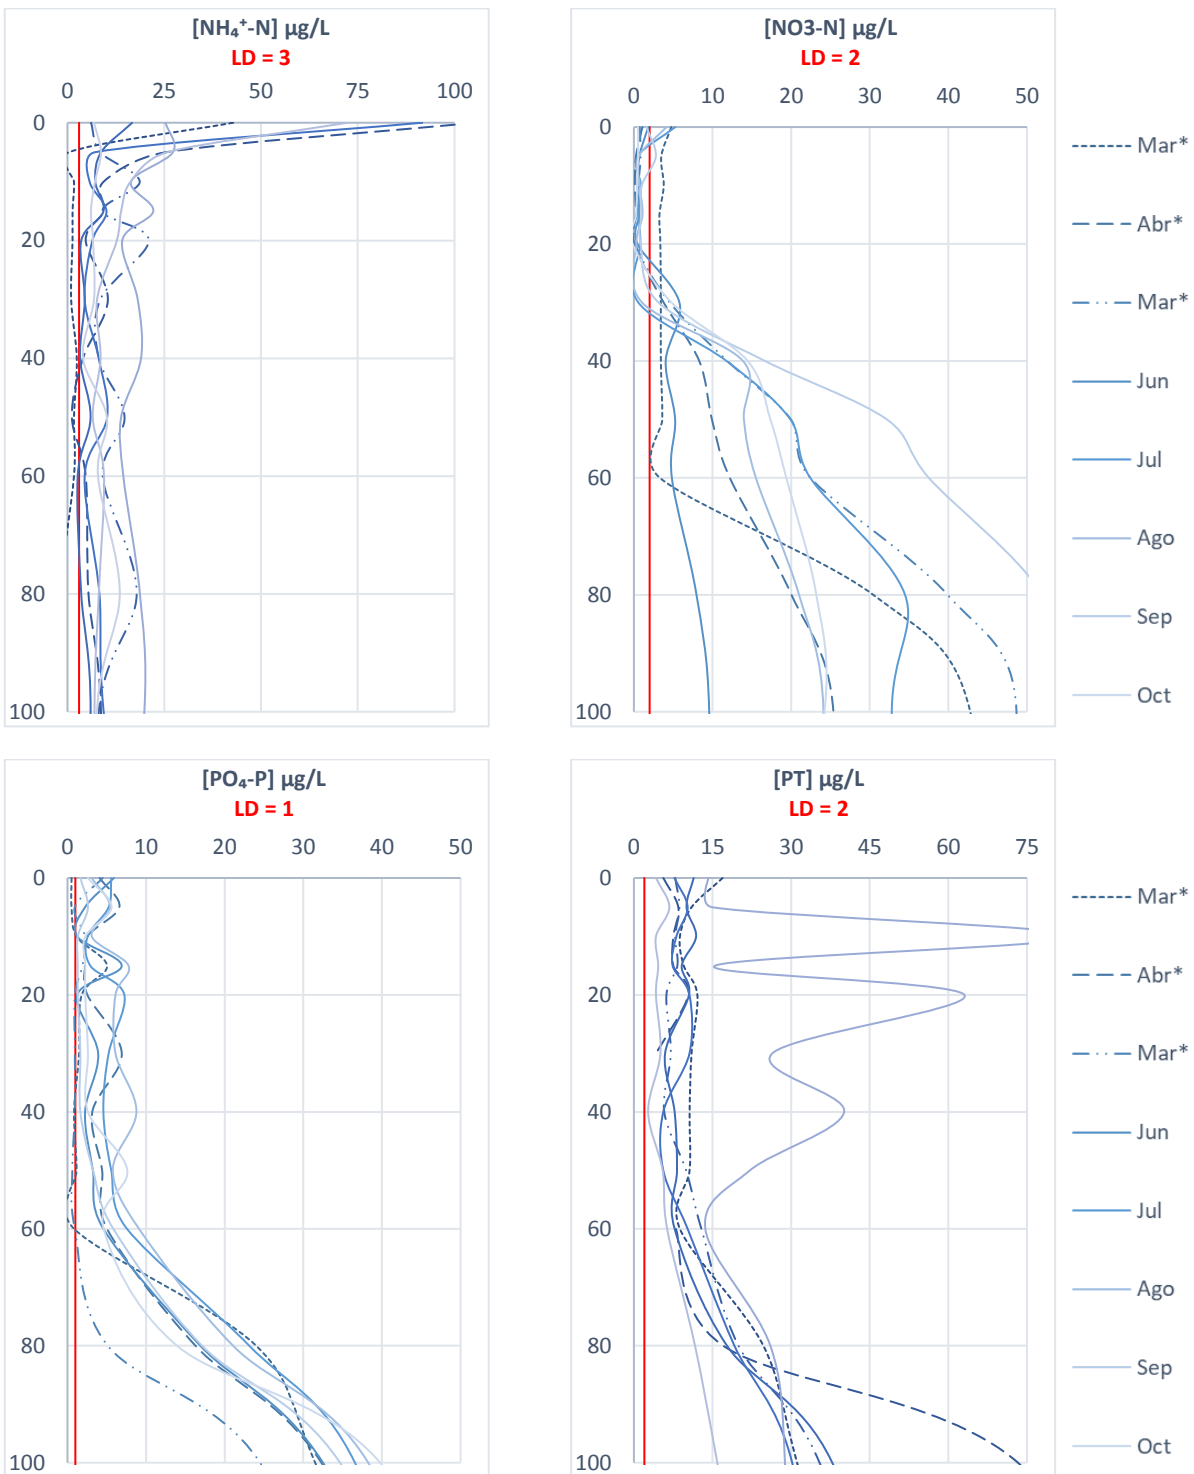 [NH₄⁺-N] µg/L
LD = 3
0 25 50 75 100
0
20
40
60
80
100
[NO3-N] µg/L
LD = 2
0 10 20 30 40 50
0
20
40
60
80
100
Mar*
Abr*
Mar*
Jun
Jul
Ago
Sep
Oct
[PO₄-P] µg/L
LD = 1
0 10 20 30 40 50
0
20
40
60
80
100
[PT] µg/L
LD = 2
0 15 30 45 60 75
0
20
40
60
80
100
Mar*
Abr*
Mar*
Jun
Jul
Ago
Sep
Oct